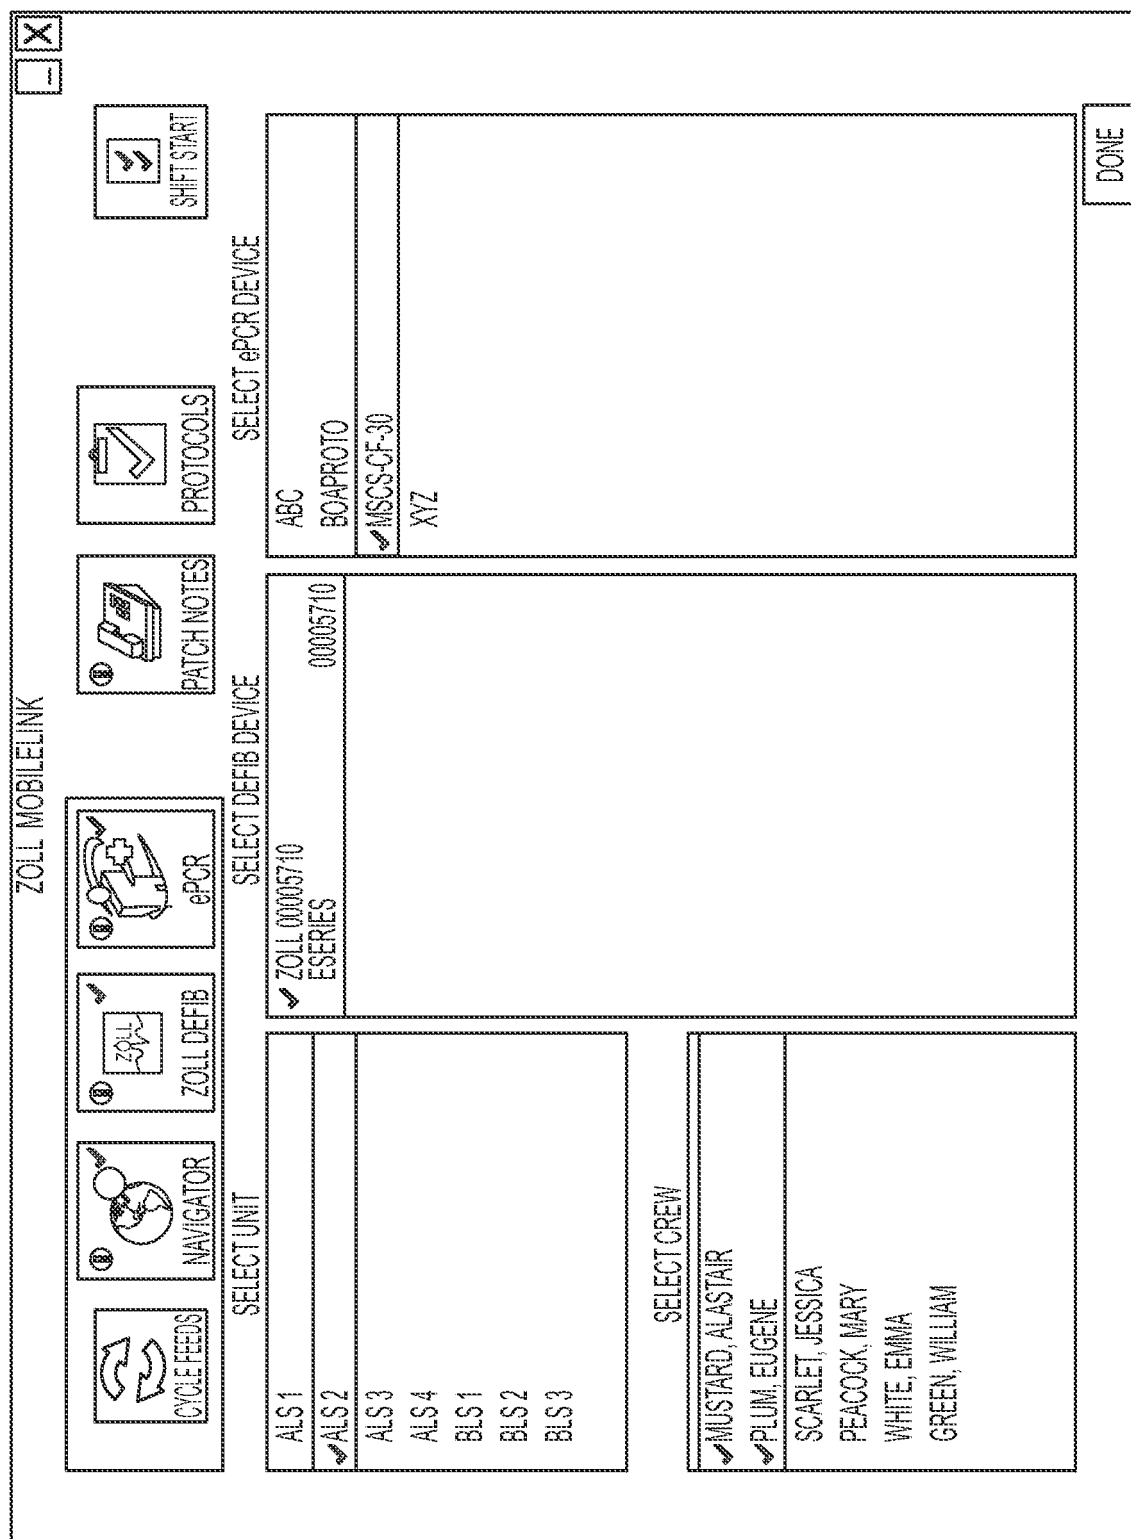 ZOLL MOBILELINK
_ X
CYCLE FEEDS
NAVIGATOR
ZOLL
ZOLL DEFIB
ePCR
PATCH NOTES
PROTOCOLS
SHIFT START
SELECT UNIT
ALS 1
ALS 2
ALS 3
ALS 4
BLS 1
BLS 2
BLS 3
SELECT CREW
MUSTARD, ALASTAIR
PLUM, EUGENE
SCARLET, JESSICA
PEACOCK, MARY
WHITE, EMMA
GREEN, WILLIAM
SELECT DEFIB DEVICE
ZOLL 00005710
ESERIES 00005710
SELECT ePCR DEVICE
ABC
BOAPROTO
MSCS-CF-30
XYZ
DONE